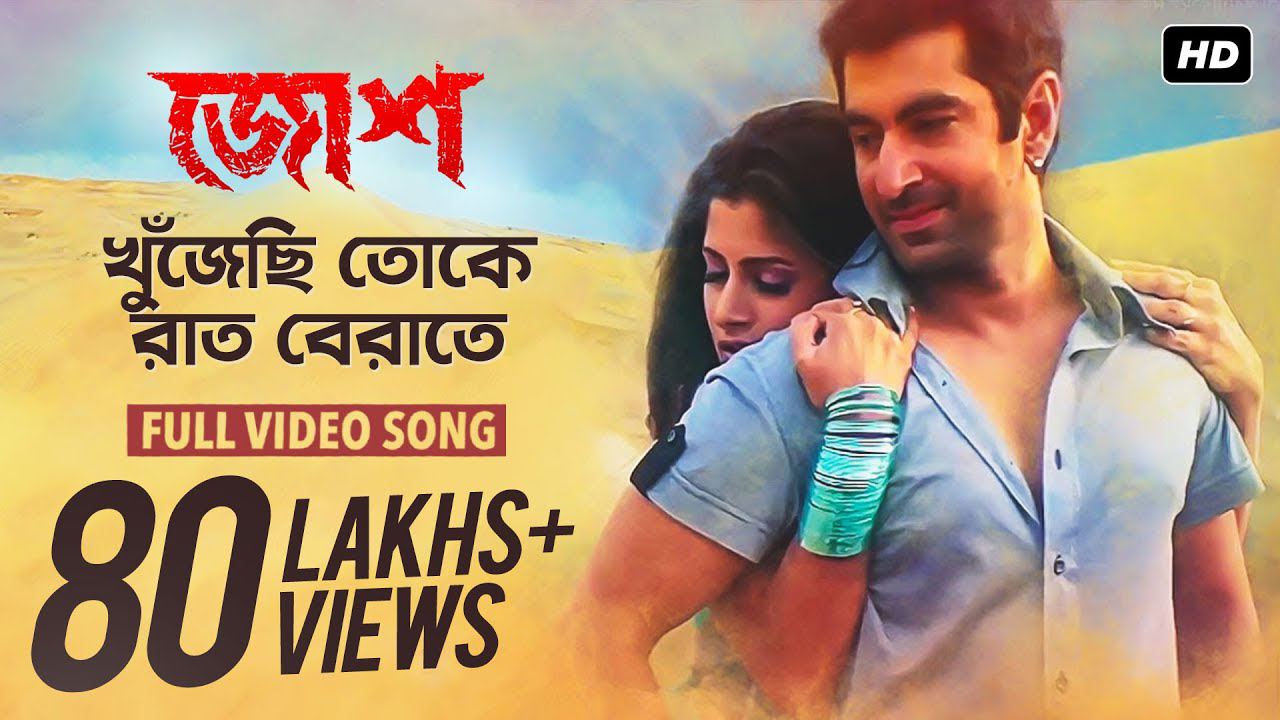 জোশ
HD
খুঁজেছি তোকে
রাত বেরাতে
FULL VIDEO SONG
80 LAKHS+
VIEWS